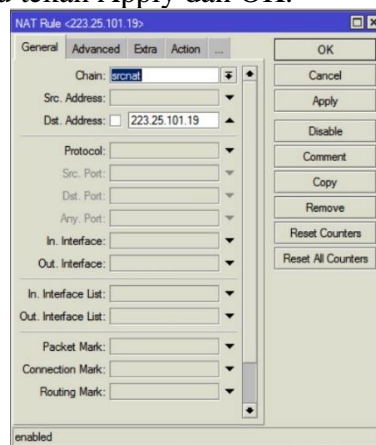 tekan Apply dan OK.
NAT Rule <223.25.101.19>
General Advanced Extra Action ...
Chain: srcnat
Src. Address:
Dst. Address: 223.25.101.19
Protocol:
Src. Port:
Dst. Port:
Any. Port:
In. Interface:
Out. Interface:
In. Interface List:
Out. Interface List:
Packet Mark:
Connection Mark:
Routing Mark:
OK
Cancel
Apply
Disable
Comment
Copy
Remove
Reset Counters
Reset All Counters
enabled